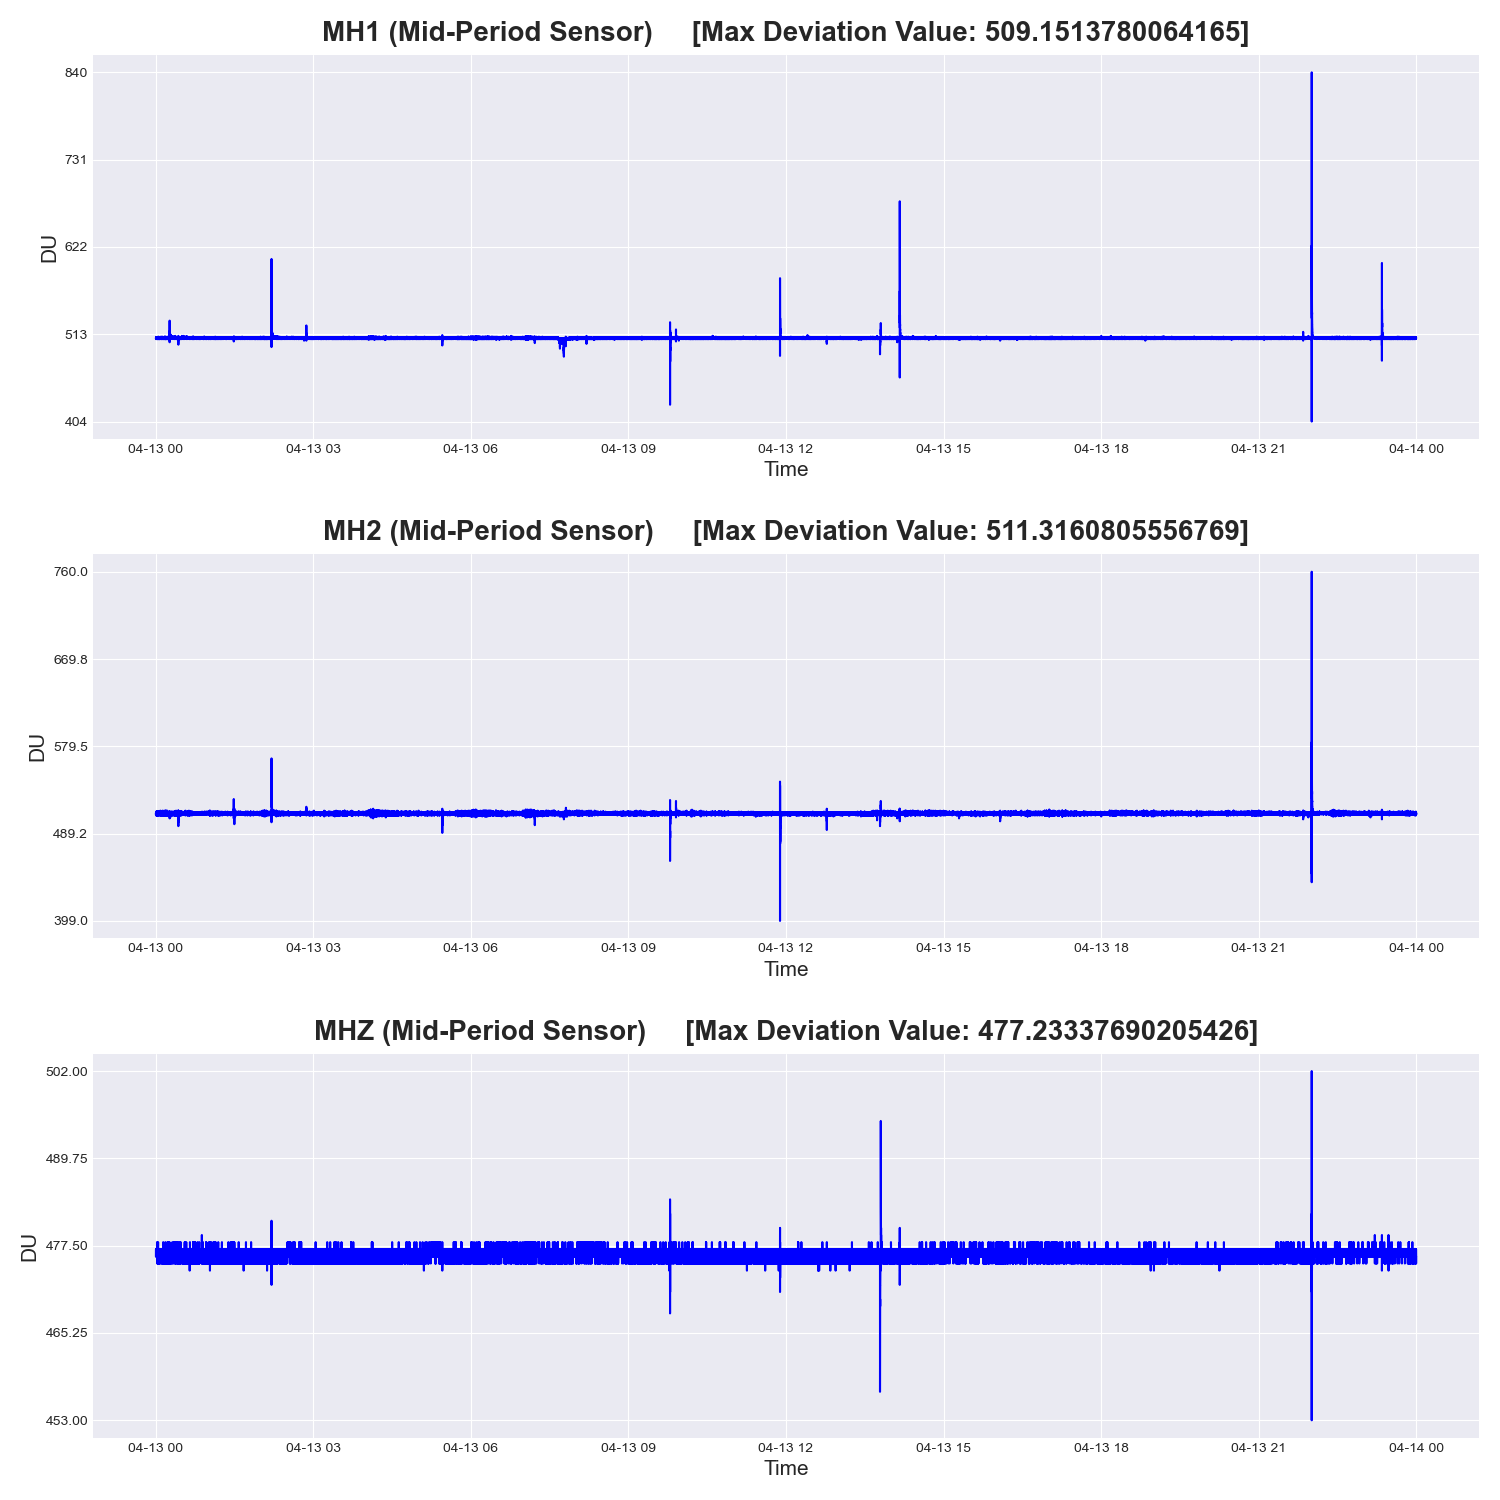 MH1 (Mid-Period Sensor) [Max Deviation Value: 509.1513780064165]
840
731
622
513
404
DU
04-13 00 04-13 03 04-13 06 04-13 09 04-13 12 04-13 15 04-13 18 04-13 21 04-14 00
Time
MH2 (Mid-Period Sensor) [Max Deviation Value: 511.3160805556769]
760.0
669.8
579.5
489.2
399.0
DU
04-13 00 04-13 03 04-13 06 04-13 09 04-13 12 04-13 15 04-13 18 04-13 21 04-14 00
Time
MHZ (Mid-Period Sensor) [Max Deviation Value: 477.23337690205426]
502.00
489.75
477.50
465.25
453.00
DU
04-13 00 04-13 03 04-13 06 04-13 09 04-13 12 04-13 15 04-13 18 04-13 21 04-14 00
Time